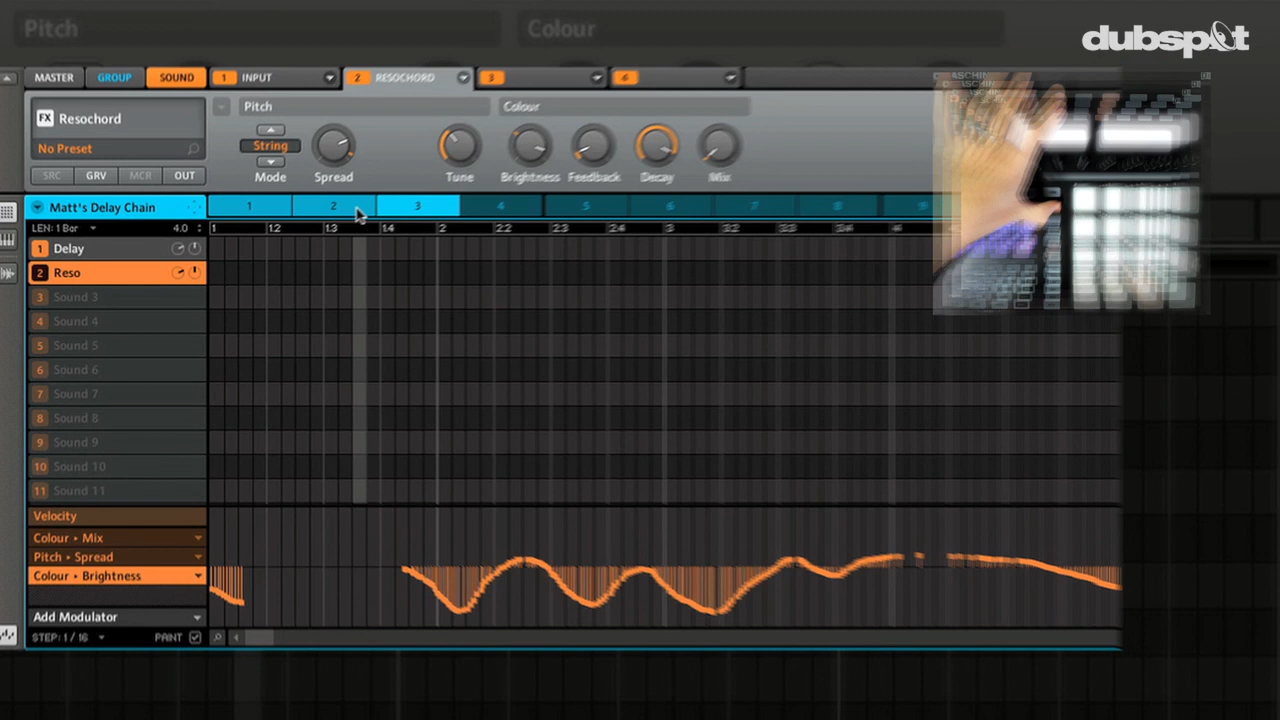 Pitch Colour
dubspot
MASTER GROUP SOUND 1 INPUT 2 RESOCHORD 3
FX Resochord
Pitch Colour
No Preset
String
SRC GRV MCR OUT
Mode Spread Tune Brightness Feedback Decay Mix
Matt's Delay Chain 1 2 3 4 5 6 7 8 9
LEN: 1 Bar 4.0 1 1.2 1.3 1.4 2 2.2 2.3 2.4 3 3.2 3.3 3.4 4
1 Delay
2 Reso
3 Sound 3
4 Sound 4
5 Sound 5
6 Sound 6
7 Sound 7
8 Sound 8
9 Sound 9
10 Sound 10
11 Sound 11
Velocity
Colour ▸ Mix
Pitch ▸ Spread
Colour ▸ Brightness
Add Modulator
STEP: 1 / 16 PAINT